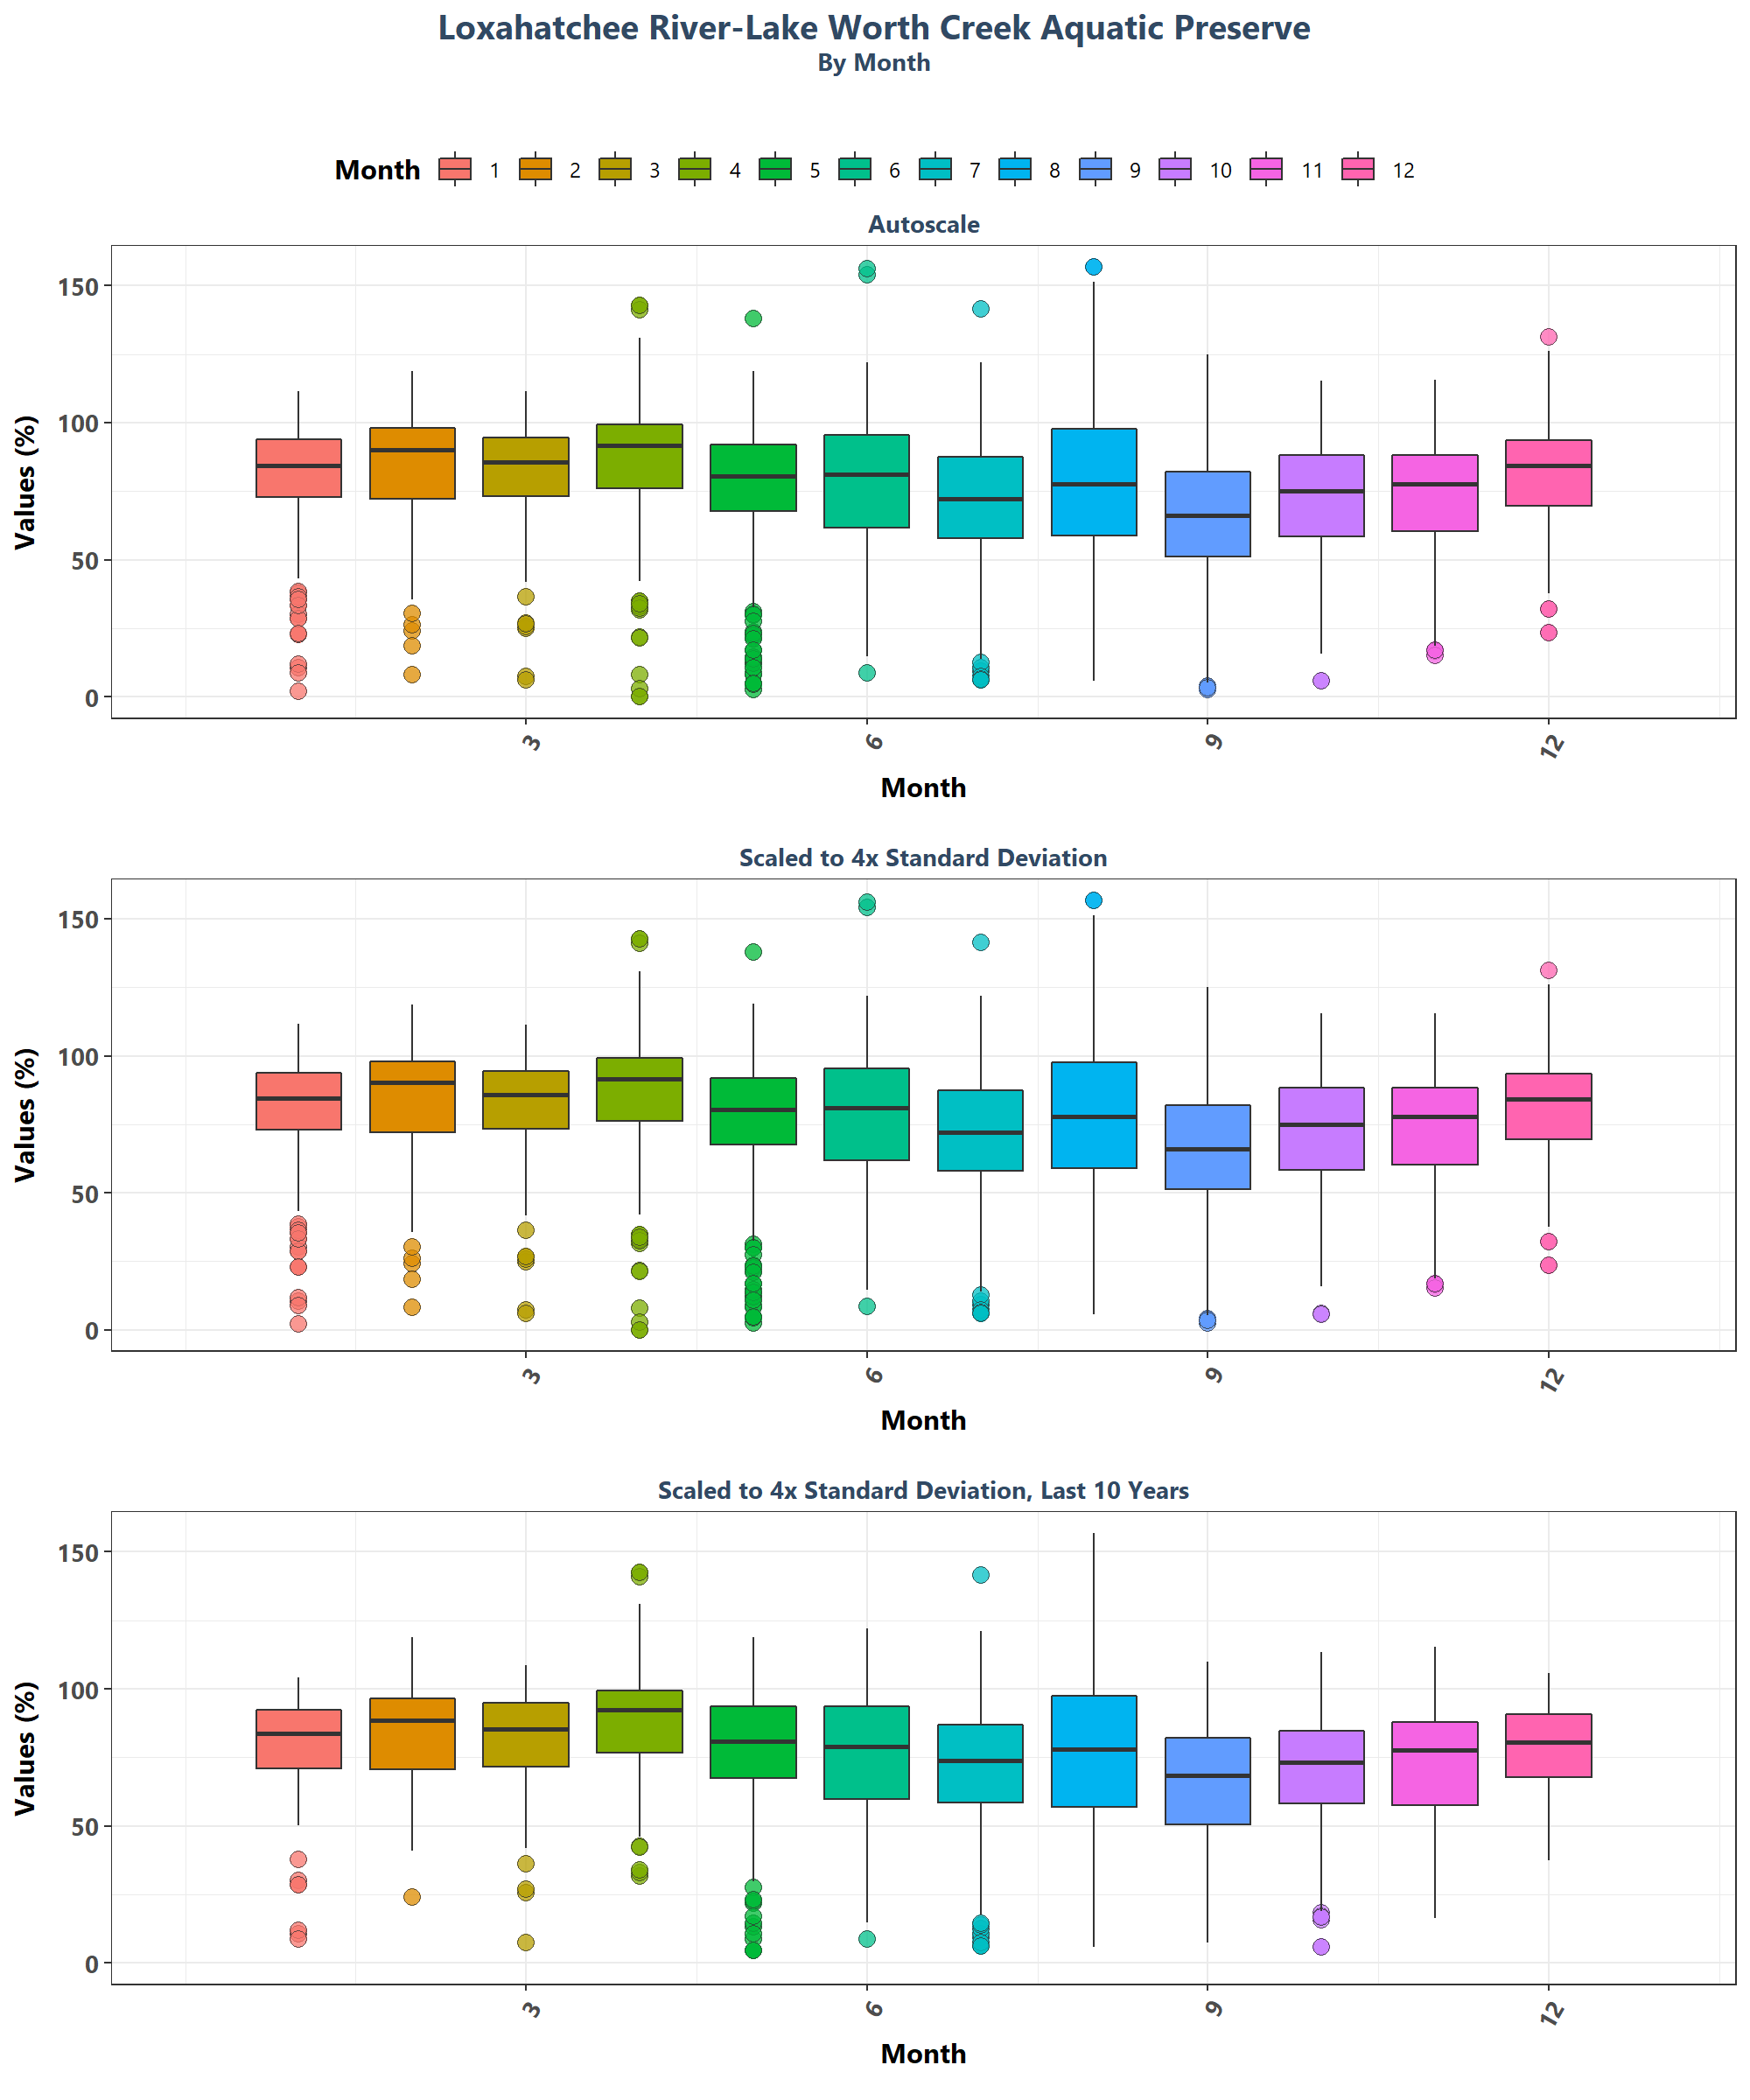 Loxahatchee River-Lake Worth Creek Aquatic Preserve
By Month
Month 1 2 3 4 5 6 7 8 9 10 11 12
Autoscale
Values (%)
150
100
50
0
3 6 9 12
Month
Scaled to 4x Standard Deviation
Values (%)
150
100
50
0
3 6 9 12
Month
Scaled to 4x Standard Deviation, Last 10 Years
Values (%)
150
100
50
0
3 6 9 12
Month